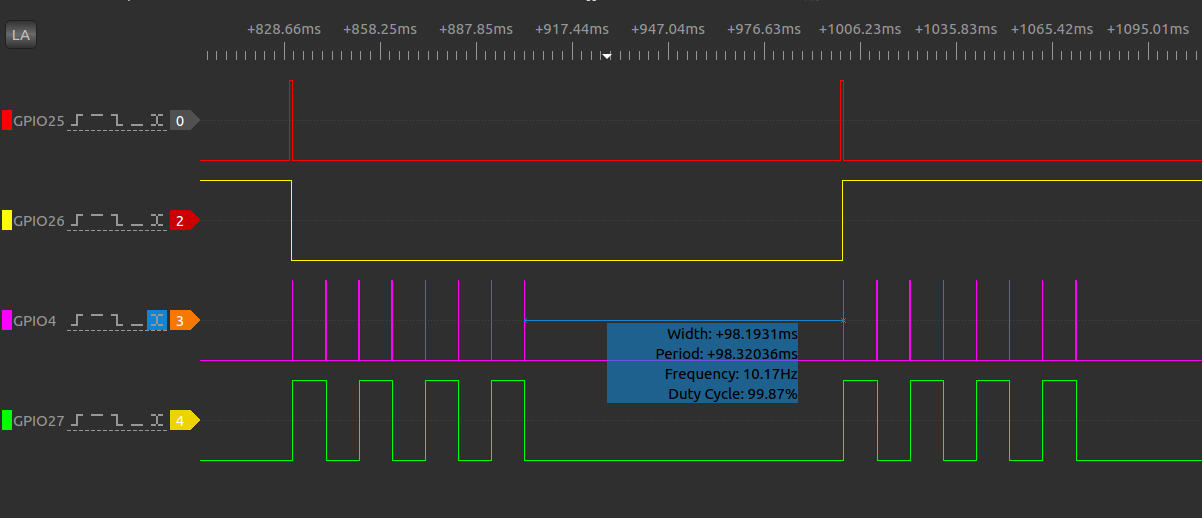 LA
+828.66ms +858.25ms +887.85ms +917.44ms +947.04ms +976.63ms +1006.23ms +1035.83ms +1065.42ms +1095.01ms
GPIO25 0
GPIO26 2
GPIO4 3
Width: +98.1931ms
Period: +98.32036ms
Frequency: 10.17Hz
Duty Cycle: 99.87%
GPIO27 4